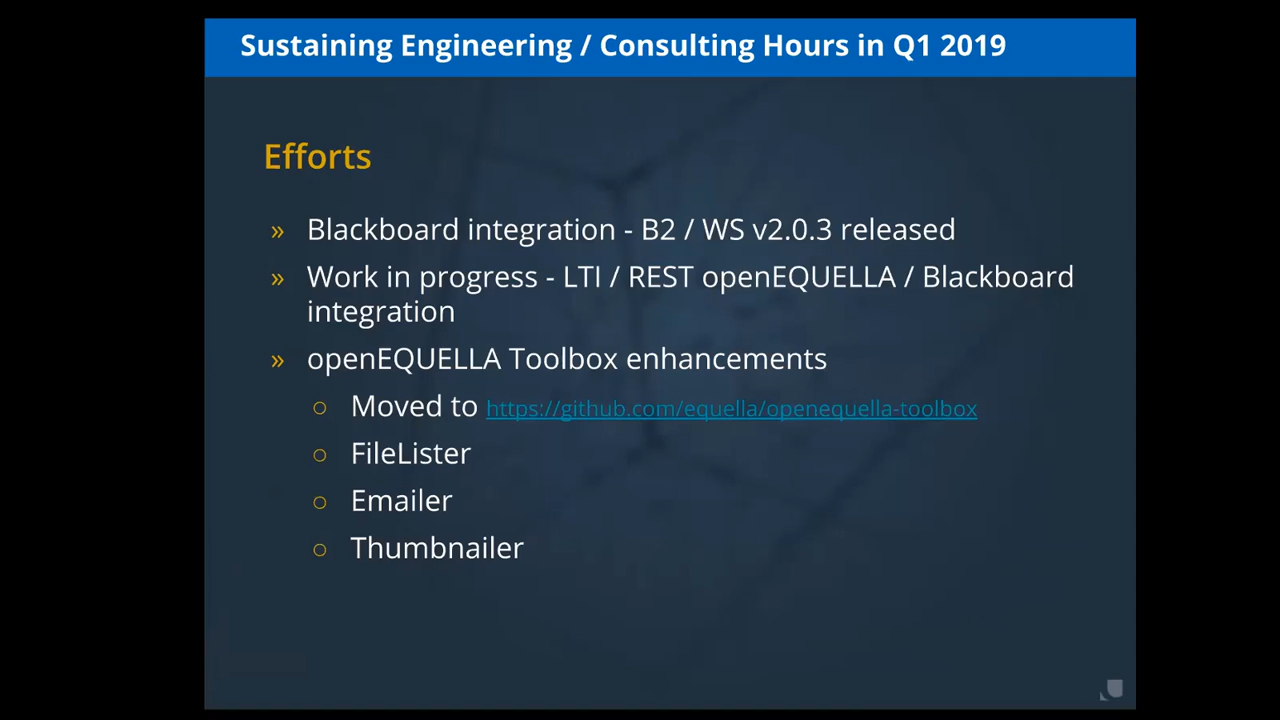 Sustaining Engineering / Consulting Hours in Q1 2019
Efforts
» Blackboard integration - B2 / WS v2.0.3 released
» Work in progress - LTI / REST openEQUELLA / Blackboard
integration
» openEQUELLA Toolbox enhancements
○ Moved to https://github.com/equella/openequella-toolbox
○ FileLister
○ Emailer
○ Thumbnailer